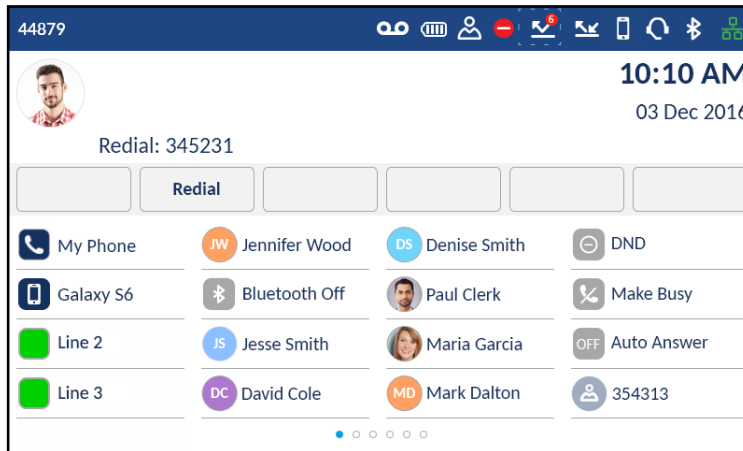 44879
6
10:10 AM
03 Dec 2016
Redial: 345231
Redial
My Phone
JW Jennifer Wood
DS Denise Smith
DND
Galaxy S6
Bluetooth Off
Paul Clerk
Make Busy
Line 2
JS Jesse Smith
Maria Garcia
OFF Auto Answer
Line 3
DC David Cole
MD Mark Dalton
354313